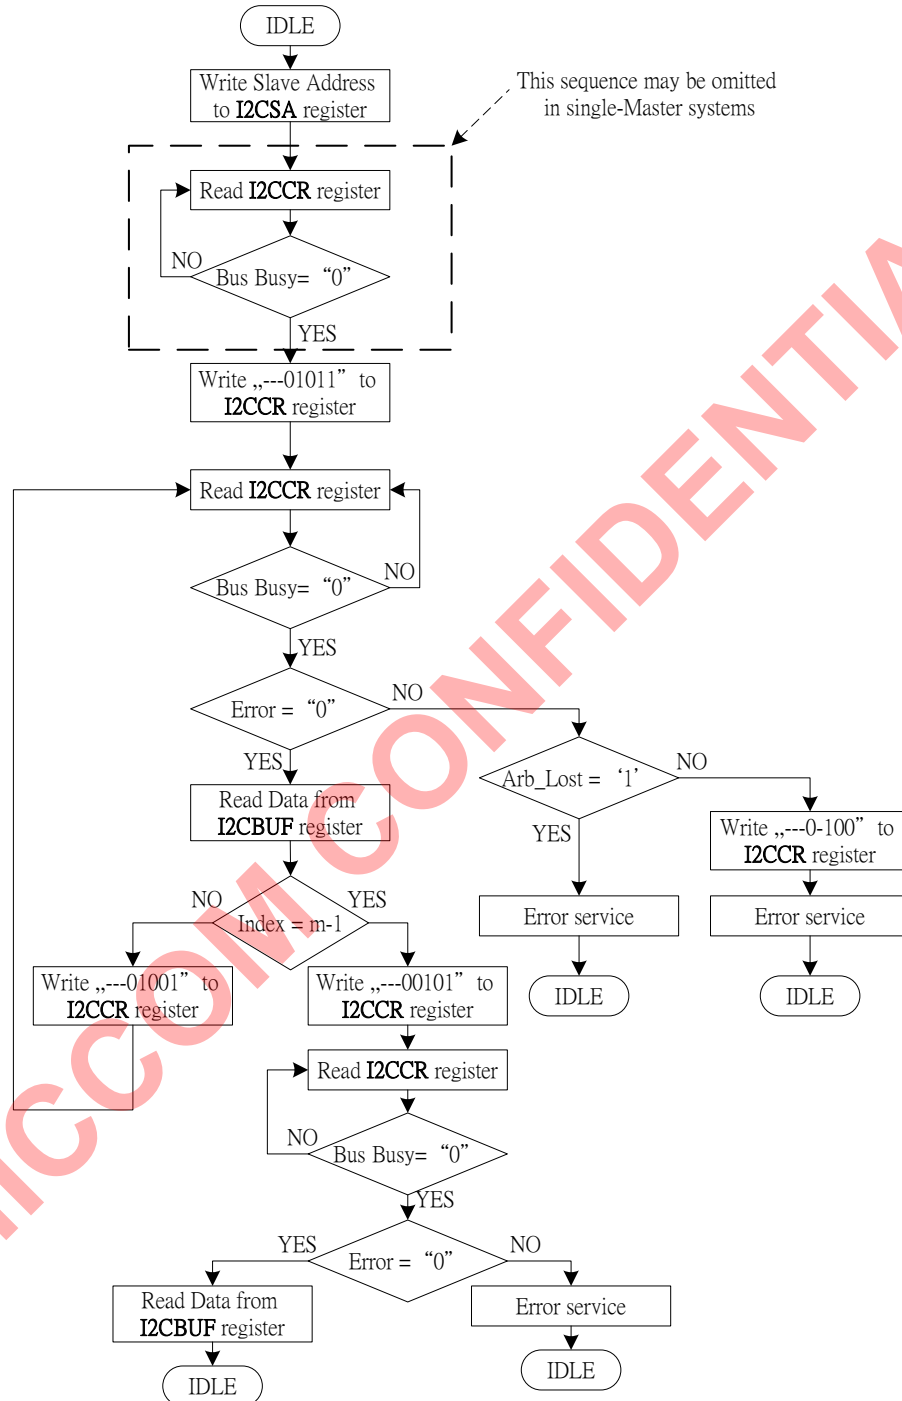 IDLE
Write Slave Address
to I2CSA register
This sequence may be omitted
in single-Master systems
Read I2CCR register
NO
Bus Busy= “0”
YES
Write „---01011” to
I2CCR register
Read I2CCR register
Bus Busy= “0”
NO
YES
Error = “0”
NO
YES
Arb_Lost = ‘1’
NO
YES
Read Data from
I2CBUF register
Write „---0-100” to
I2CCR register
NO
Index = m-1
YES
Error service
Error service
Write „---01001” to
I2CCR register
Write „---00101” to
I2CCR register
IDLE
IDLE
Read I2CCR register
NO
Bus Busy= “0”
YES
YES
Error = “0”
NO
Read Data from
I2CBUF register
Error service
IDLE
IDLE
CONFIDENTIA